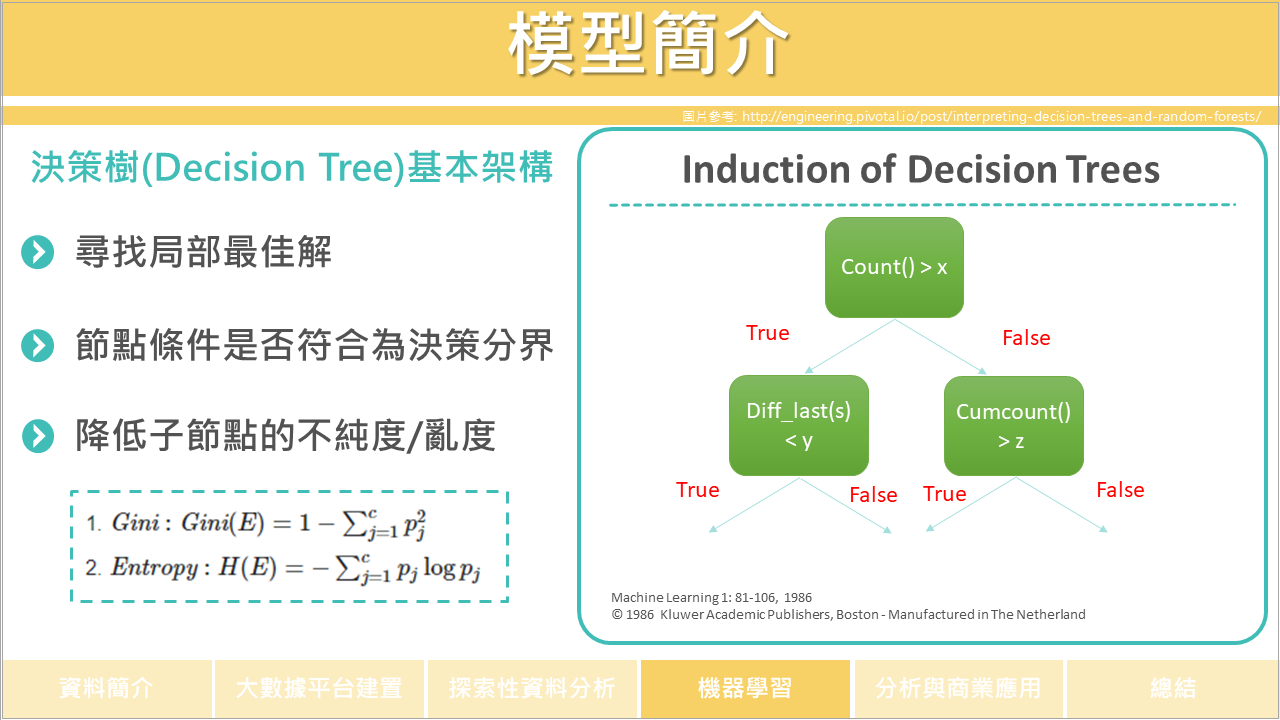 模型簡介
圖片參考: http://engineering.pivotal.io/post/interpreting-decision-trees-and-random-forests/
決策樹(Decision Tree)基本架構
尋找局部最佳解
節點條件是否符合為決策分界
降低子節點的不純度/亂度
1. Gini : Gini(E) = 1 − ∑_{j=1}^{c} p_j^2
2. Entropy : H(E) = − ∑_{j=1}^{c} p_j log p_j
Induction of Decision Trees
Count() > x
True
False
Diff_last(s)
< y
Cumcount()
> z
True
False
True
False
Machine Learning 1: 81-106, 1986
© 1986 Kluwer Academic Publishers, Boston - Manufactured in The Netherland
資料簡介
大數據平台建置
探索性資料分析
機器學習
分析與商業應用
總結